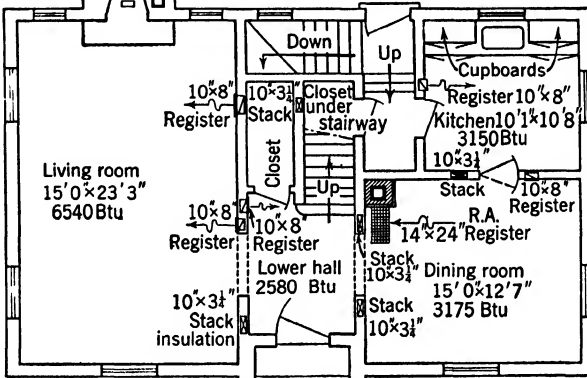 Down
Up
Cupboards
10"×8"
Register
10"×3¼"
Stack
Closet
under
stairway
Register 10"×8"
Kitchen 10'1"×10'8"
3150 Btu
Living room
15'0"×23'3"
6540 Btu
Closet
Up
10"×3¼"
Stack
10"×8"
Register
10"×8"
Register
10"×8"
Register
R.A.
14"×24" Register
Lower hall
2580 Btu
Stack
10"×3¼"
Dining room
15'0"×12'7"
3175 Btu
10"×3¼"
Stack
insulation
Stack
10"×3¼"